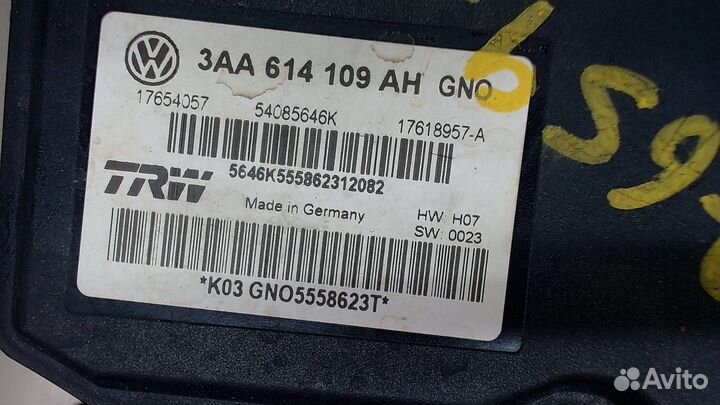 3AA 614 109 AH GNO
17654057 54085646K 17618957-A
5646K555862312082
TRW
Made in Germany
HW: H07
SW: 0023
*K03 GNO5558623T*
Avito